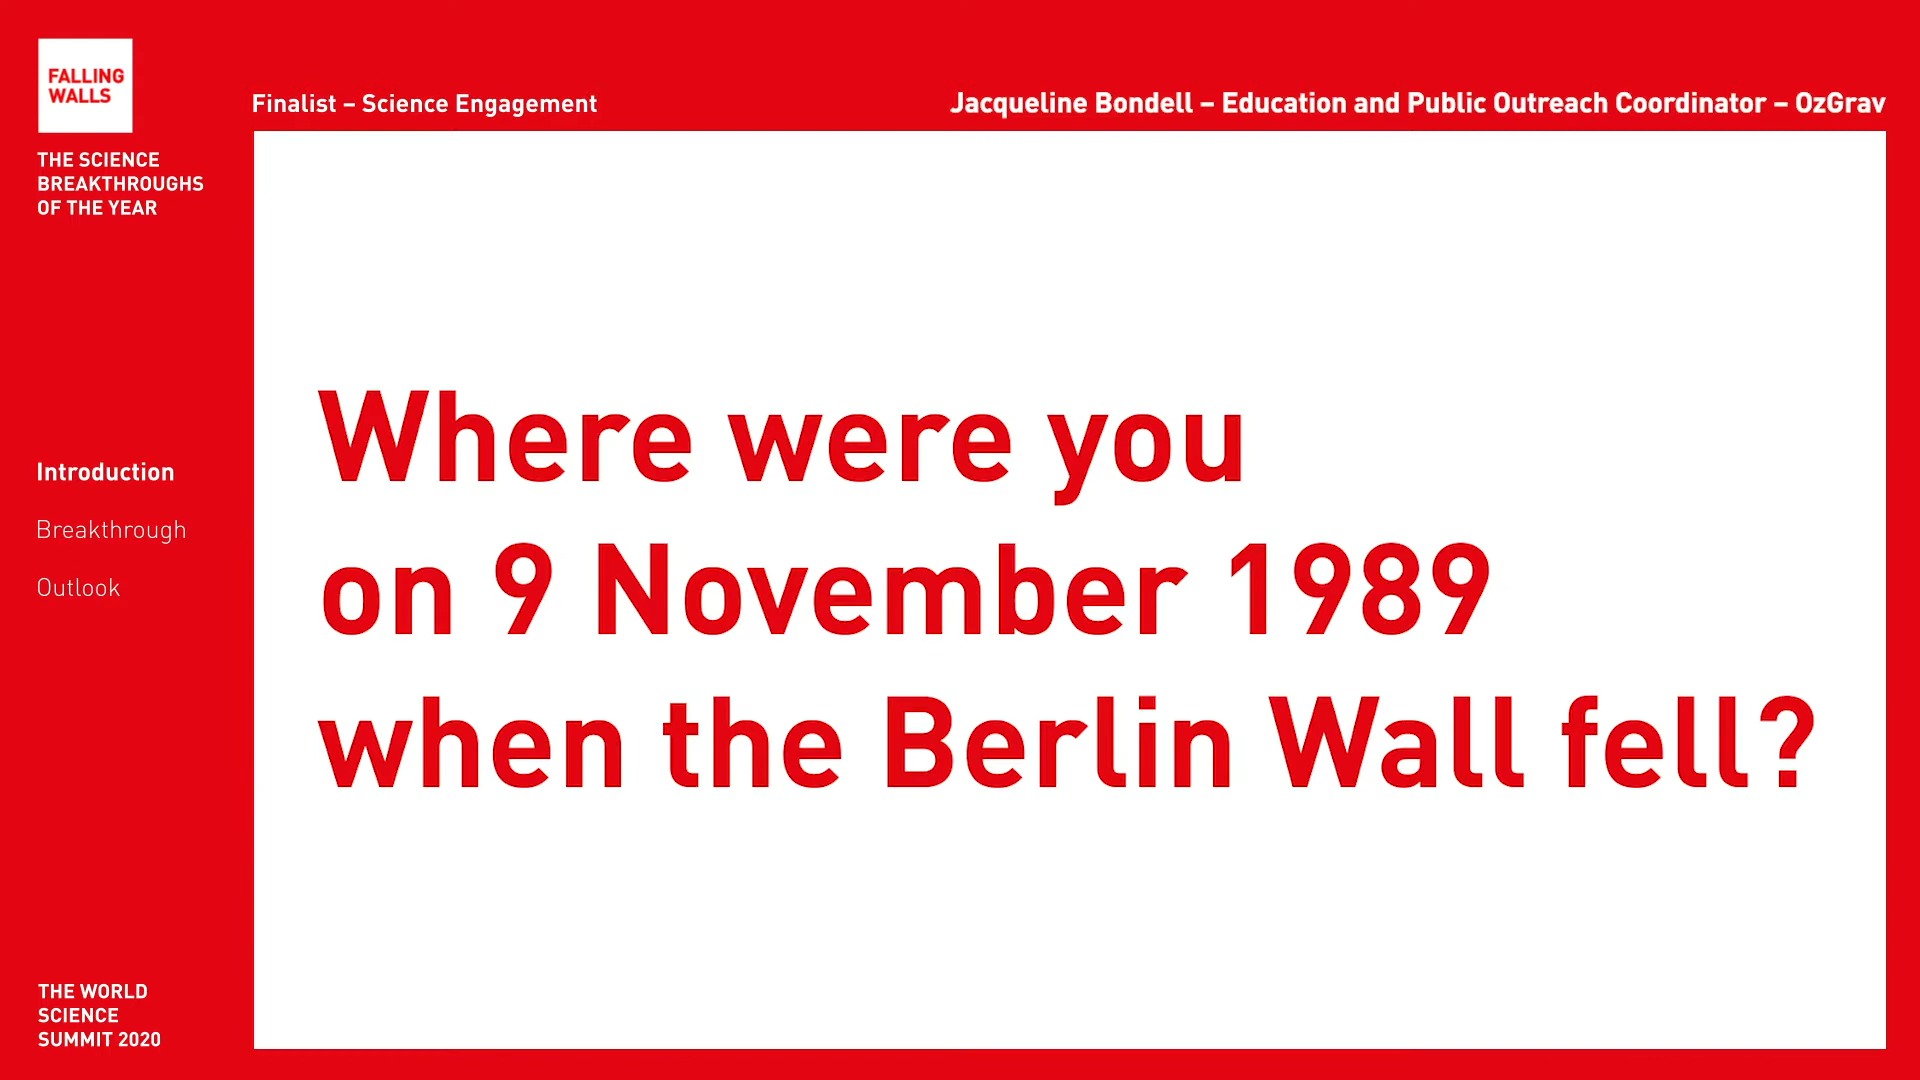 FALLING
WALLS
THE SCIENCE
BREAKTHROUGHS
OF THE YEAR
Finalist – Science Engagement
Jacqueline Bondell – Education and Public Outreach Coordinator – OzGrav
Introduction
Breakthrough
Outlook
Where were you
on 9 November 1989
when the Berlin Wall fell?
THE WORLD
SCIENCE
SUMMIT 2020